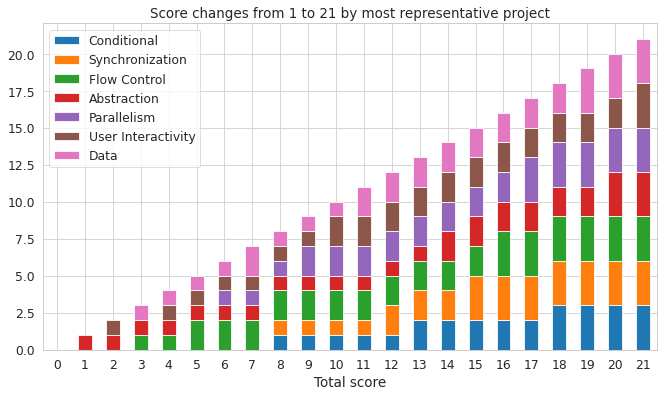 Score changes from 1 to 21 by most representative project
20.0
17.5
15.0
12.5
10.0
7.5
5.0
2.5
0.0
Conditional
Synchronization
Flow Control
Abstraction
Parallelism
User Interactivity
Data
0 1 2 3 4 5 6 7 8 9 10 11 12 13 14 15 16 17 18 19 20 21
Total score